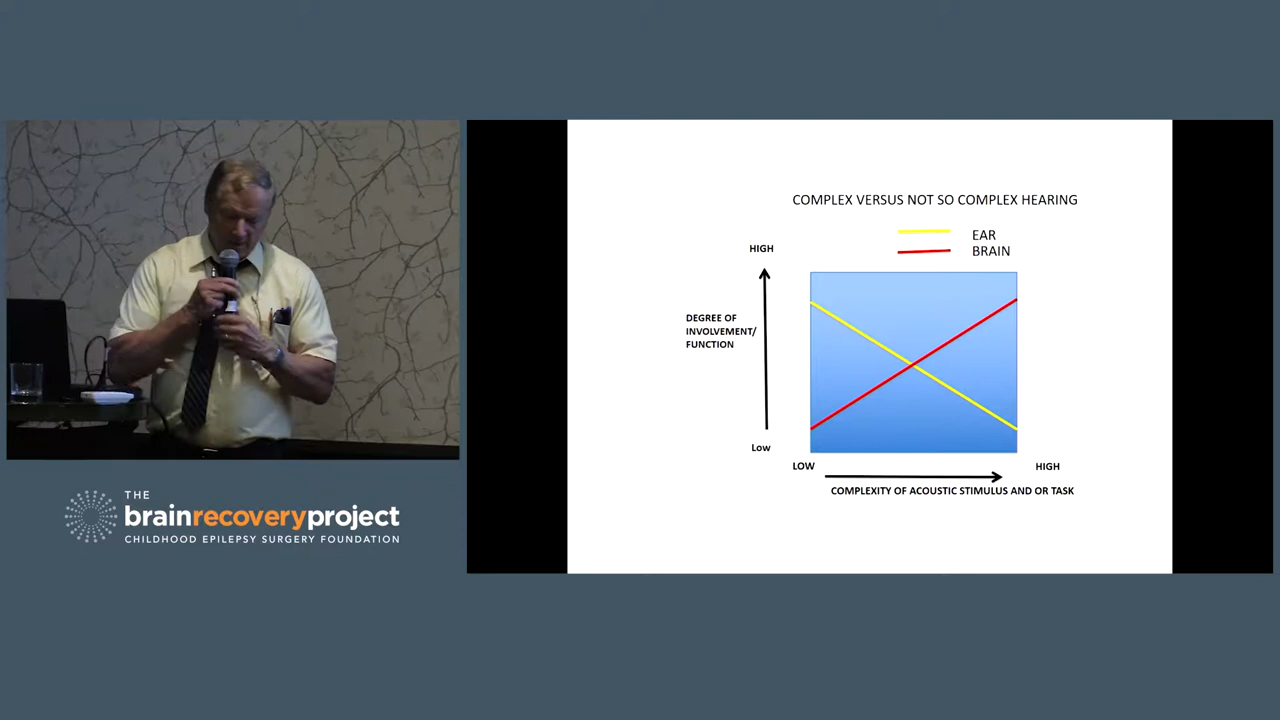 COMPLEX VERSUS NOT SO COMPLEX HEARING
EAR
BRAIN
HIGH
DEGREE OF
INVOLVEMENT/
FUNCTION
Low
LOW
HIGH
COMPLEXITY OF ACOUSTIC STIMULUS AND OR TASK
THE
brainrecoveryproject
CHILDHOOD EPILEPSY SURGERY FOUNDATION